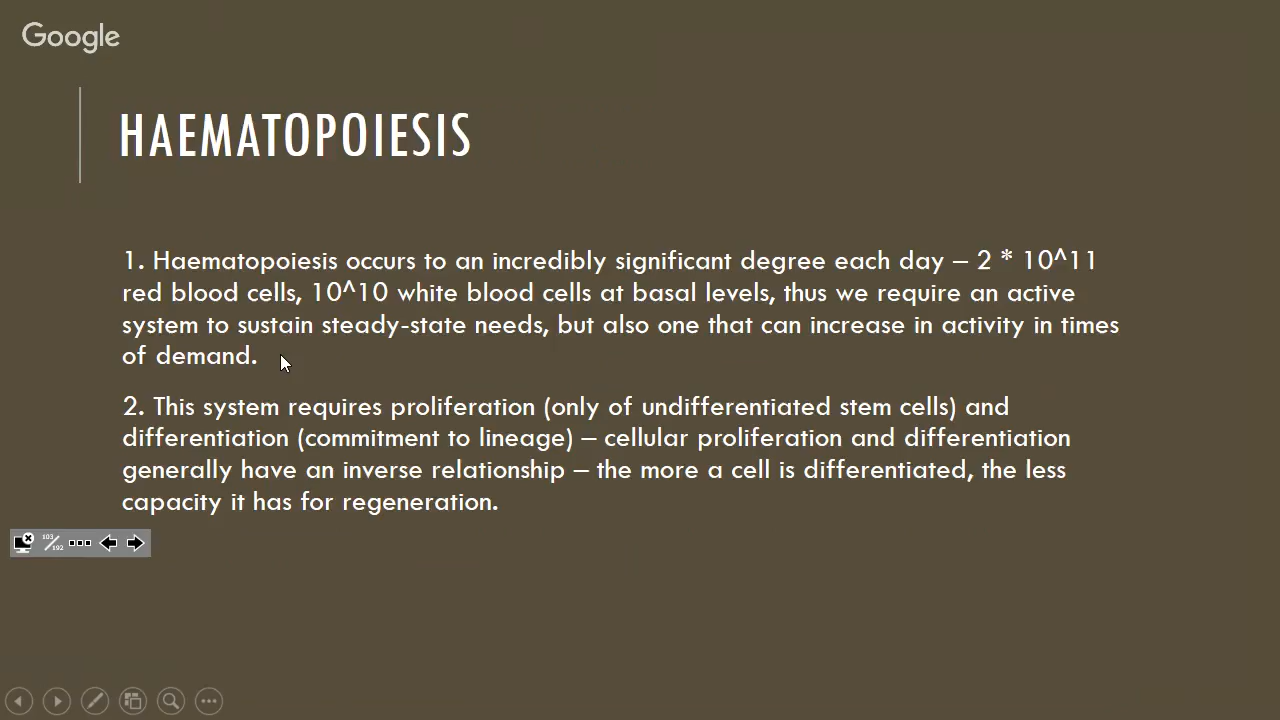 Google
HAEMATOPOIESIS
1. Haematopoiesis occurs to an incredibly significant degree each day – 2 * 10^11
red blood cells, 10^10 white blood cells at basal levels, thus we require an active
system to sustain steady-state needs, but also one that can increase in activity in times
of demand.
2. This system requires proliferation (only of undifferentiated stem cells) and
differentiation (commitment to lineage) – cellular proliferation and differentiation
generally have an inverse relationship – the more a cell is differentiated, the less
capacity it has for regeneration.
103/192